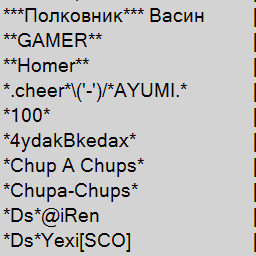 ***Полковник*** Васин
**GAMER**
**Homer**
*.cheer*\('-')/*AYUMI.*
*100*
*4ydakBkedax*
*Chup A Chups*
*Chupa-Chups*
*Ds*@iRen
*Ds*Yexi[SCO]